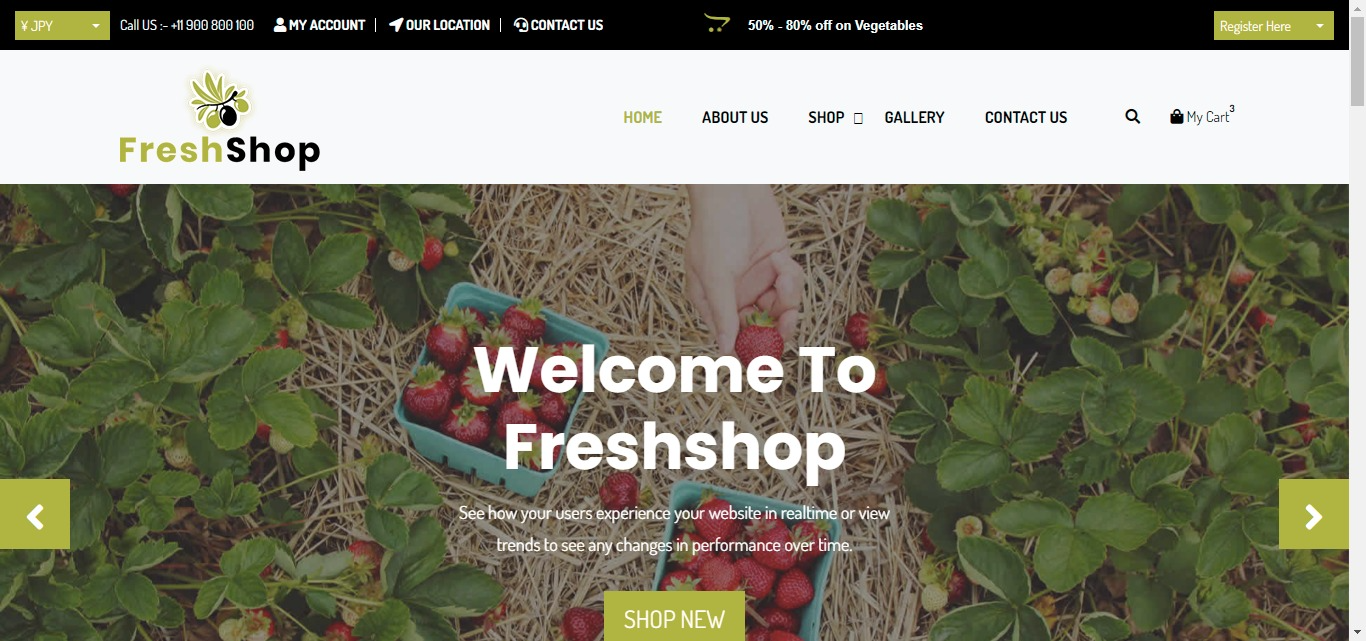 ¥ JPY
Call US :- +11 900 800 100
MY ACCOUNT
OUR LOCATION
CONTACT US
50% - 80% off on Vegetables
Register Here
FreshShop
HOME
ABOUT US
SHOP
GALLERY
CONTACT US
My Cart 3
Welcome To
Freshshop
See how your users experience your website in realtime or view
trends to see any changes in performance over time.
SHOP NEW